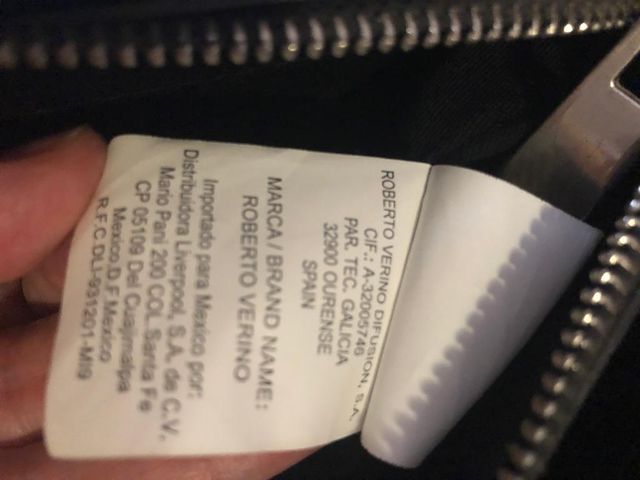 ROBERTO VERINO DIFUSION, S.A.
CIF.: A-32005746
PAR. TEC. GALICIA
32900 OURENSE
SPAIN
MARCA / BRAND NAME:
ROBERTO VERINO
Importado para Mexico por:
Distribuidora Liverpool, S.A. de C.V.
Mario Pani 200 COL. Santa Fe
CP 05109 Del Cuajimalpa
Mexico, D.F. Mexico
R.F.C. DLI-931201-MI9